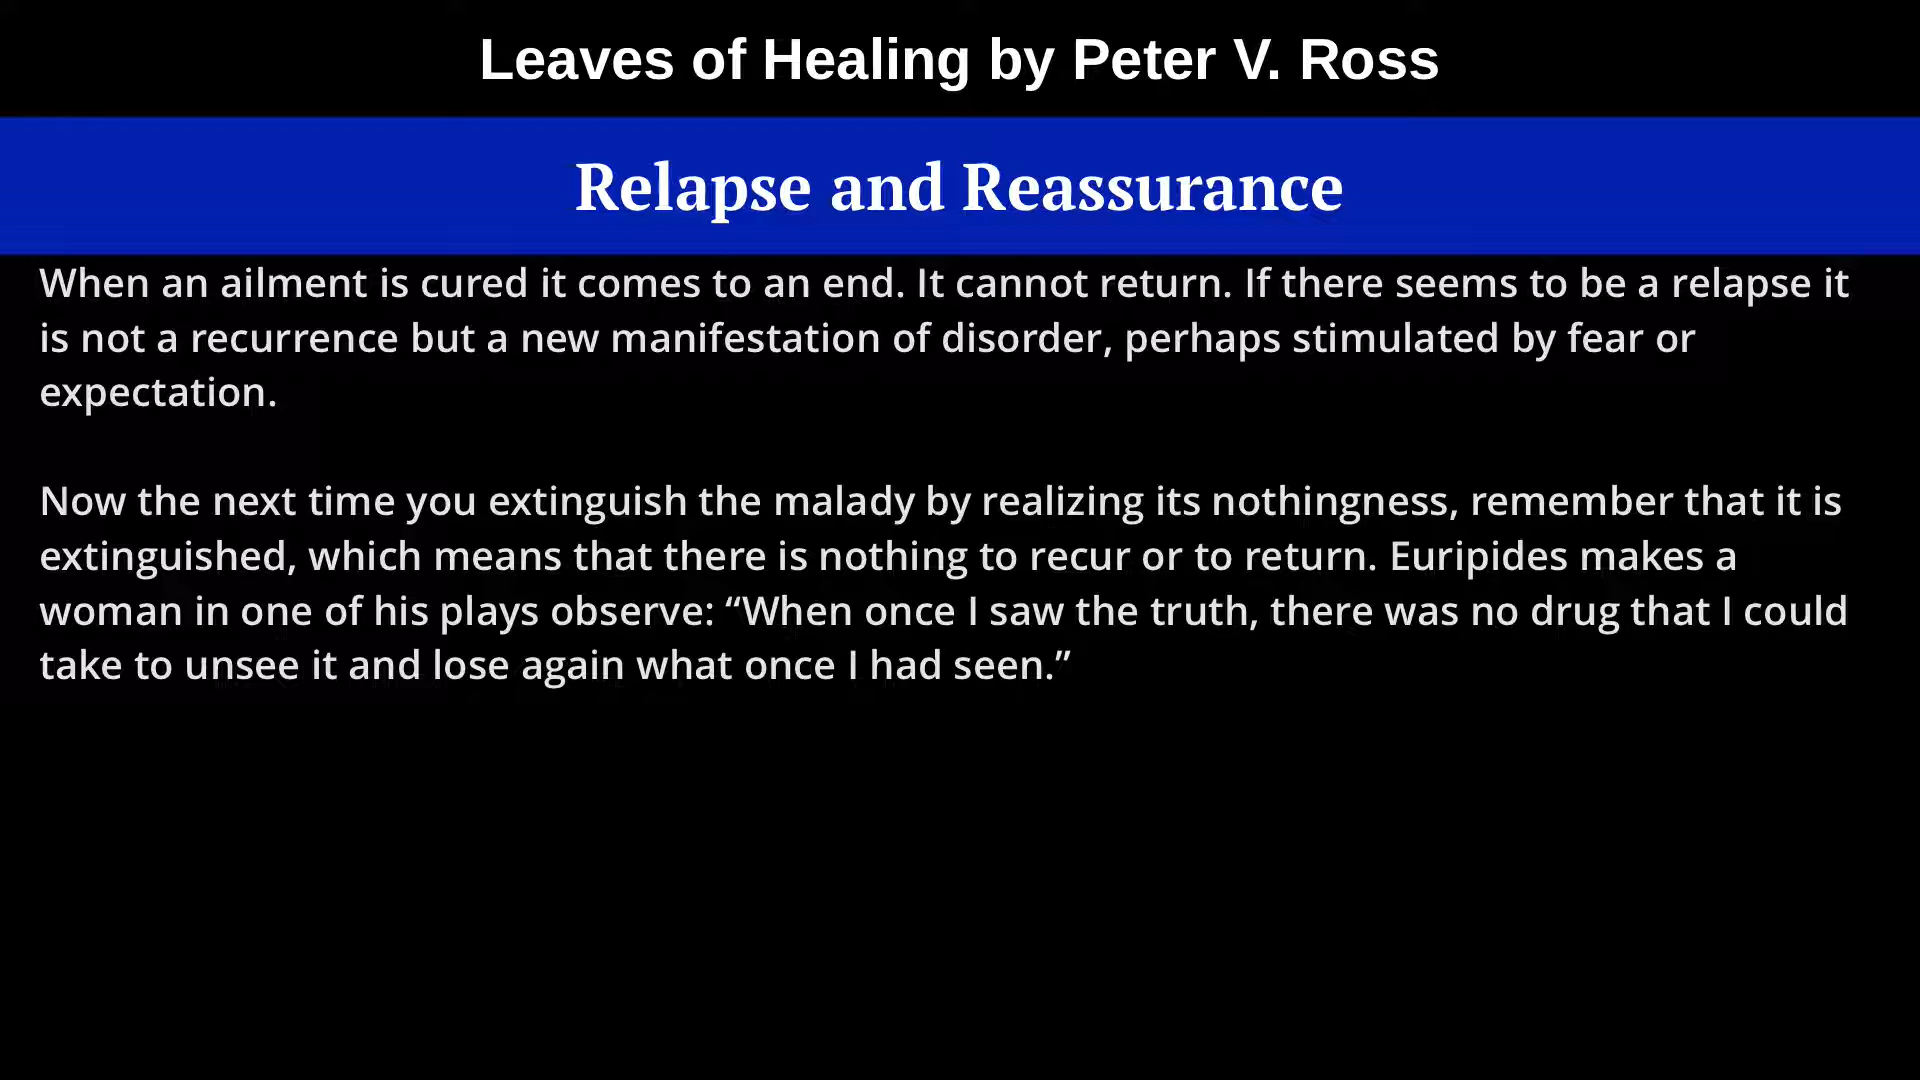 Leaves of Healing by Peter V. Ross
Relapse and Reassurance
When an ailment is cured it comes to an end. It cannot return. If there seems to be a relapse it
is not a recurrence but a new manifestation of disorder, perhaps stimulated by fear or
expectation.
Now the next time you extinguish the malady by realizing its nothingness, remember that it is
extinguished, which means that there is nothing to recur or to return. Euripides makes a
woman in one of his plays observe: “When once I saw the truth, there was no drug that I could
take to unsee it and lose again what once I had seen.”